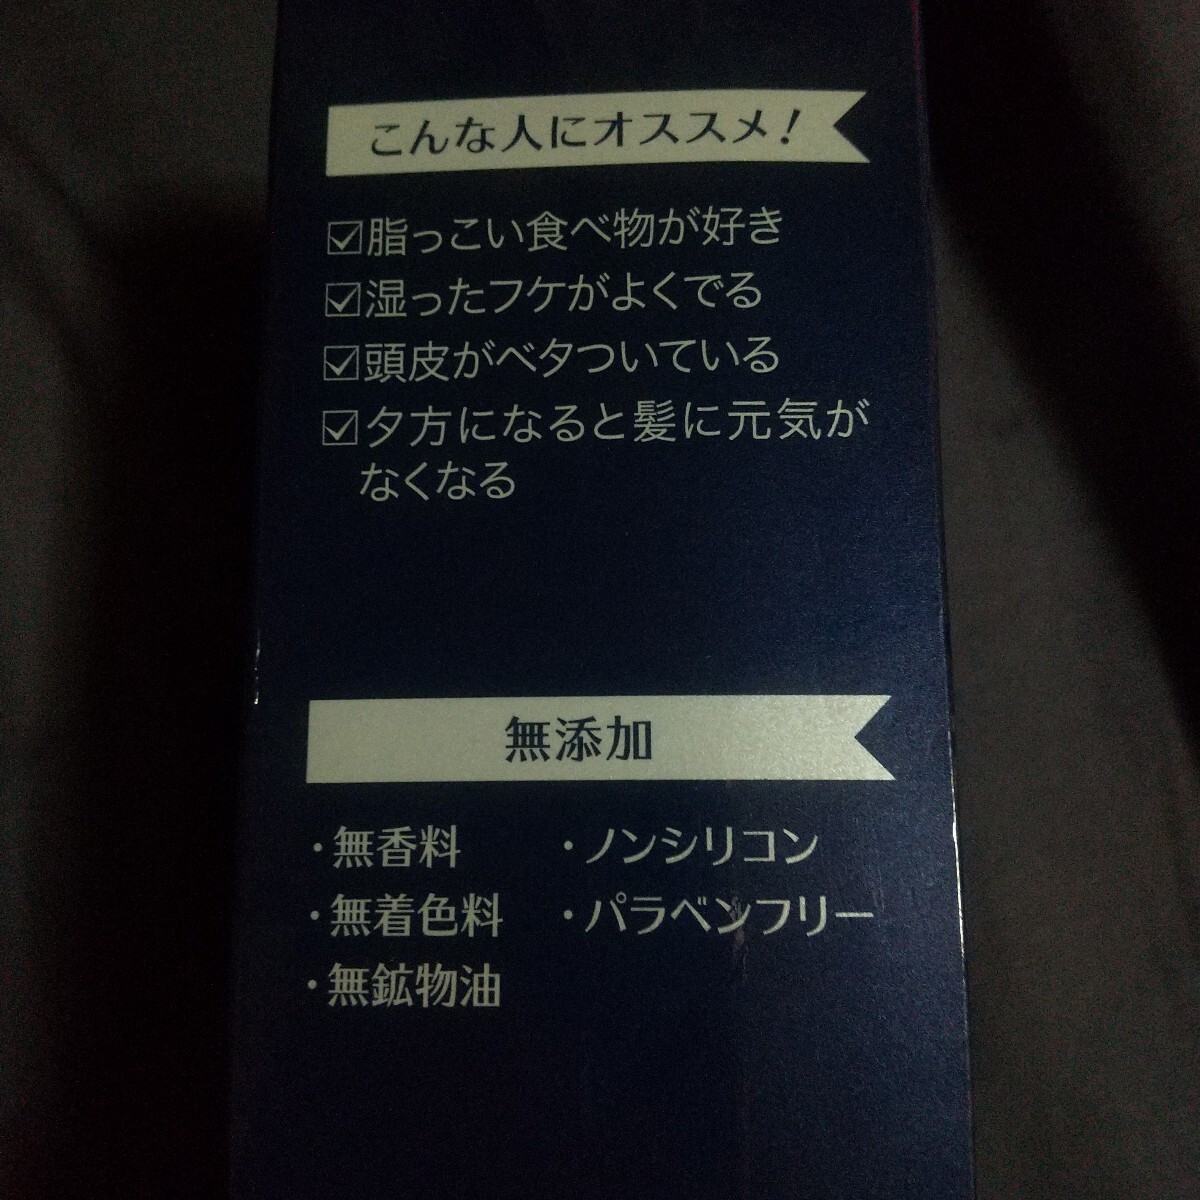 こんな人にオススメ!
☑脂っこい食べ物が好き
☑湿ったフケがよくでる
☑頭皮がベタついている
☑夕方になると髪に元気が
なくなる
無添加
・無香料 ・ノンシリコン
・無着色料 ・パラベンフリー
・無鉱物油